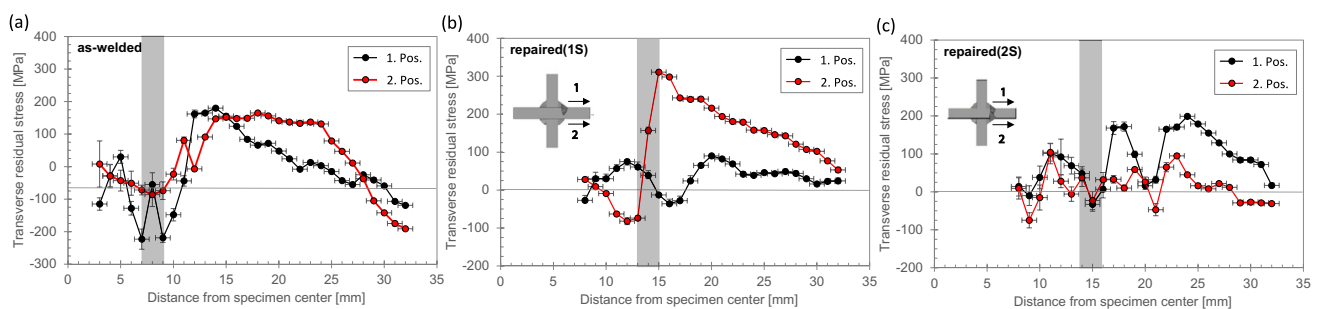 (a)
as-welded
1. Pos.
2. Pos.
Transverse residual stress [MPa]
400
300
200
100
0
-100
-200
-300
0
5
10
15
20
25
30
35
Distance from specimen center [mm]
(b)
repaired(1S)
1. Pos.
2. Pos.
1
2
Transverse residual stress [MPa]
400
300
200
100
0
-100
-200
0
5
10
15
20
25
30
35
Distance from specimen center [mm]
(c)
repaired(2S)
1. Pos.
2. Pos.
1
2
Transverse residual stress [MPa]
400
300
200
100
0
-100
-200
0
5
10
15
20
25
30
35
Distance from specimen center [mm]